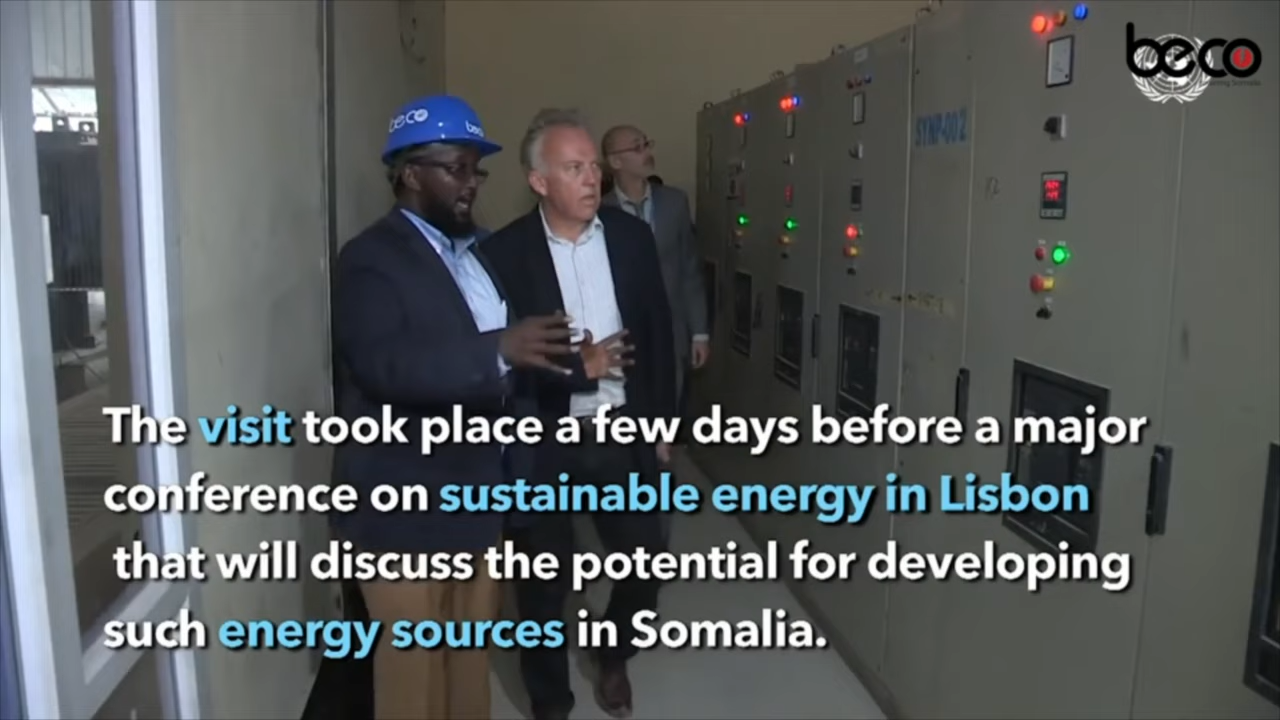 beco
beco
SYNP-002
The visit took place a few days before a major
conference on sustainable energy in Lisbon
that will discuss the potential for developing
such energy sources in Somalia.